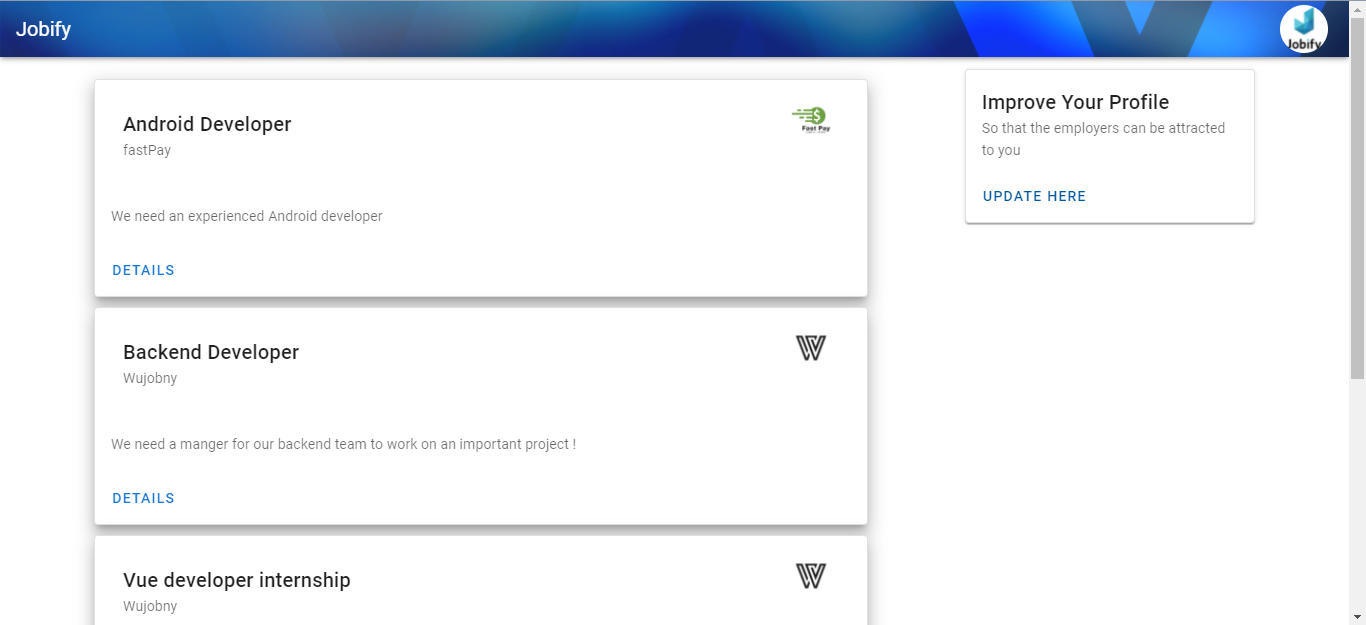 Jobify
Jobify
Android Developer
fastPay
Fast Pay
We need an experienced Android developer
DETAILS
Improve Your Profile
So that the employers can be attracted
to you
UPDATE HERE
Backend Developer
Wujobny
We need a manger for our backend team to work on an important project !
DETAILS
Vue developer internship
Wujobny